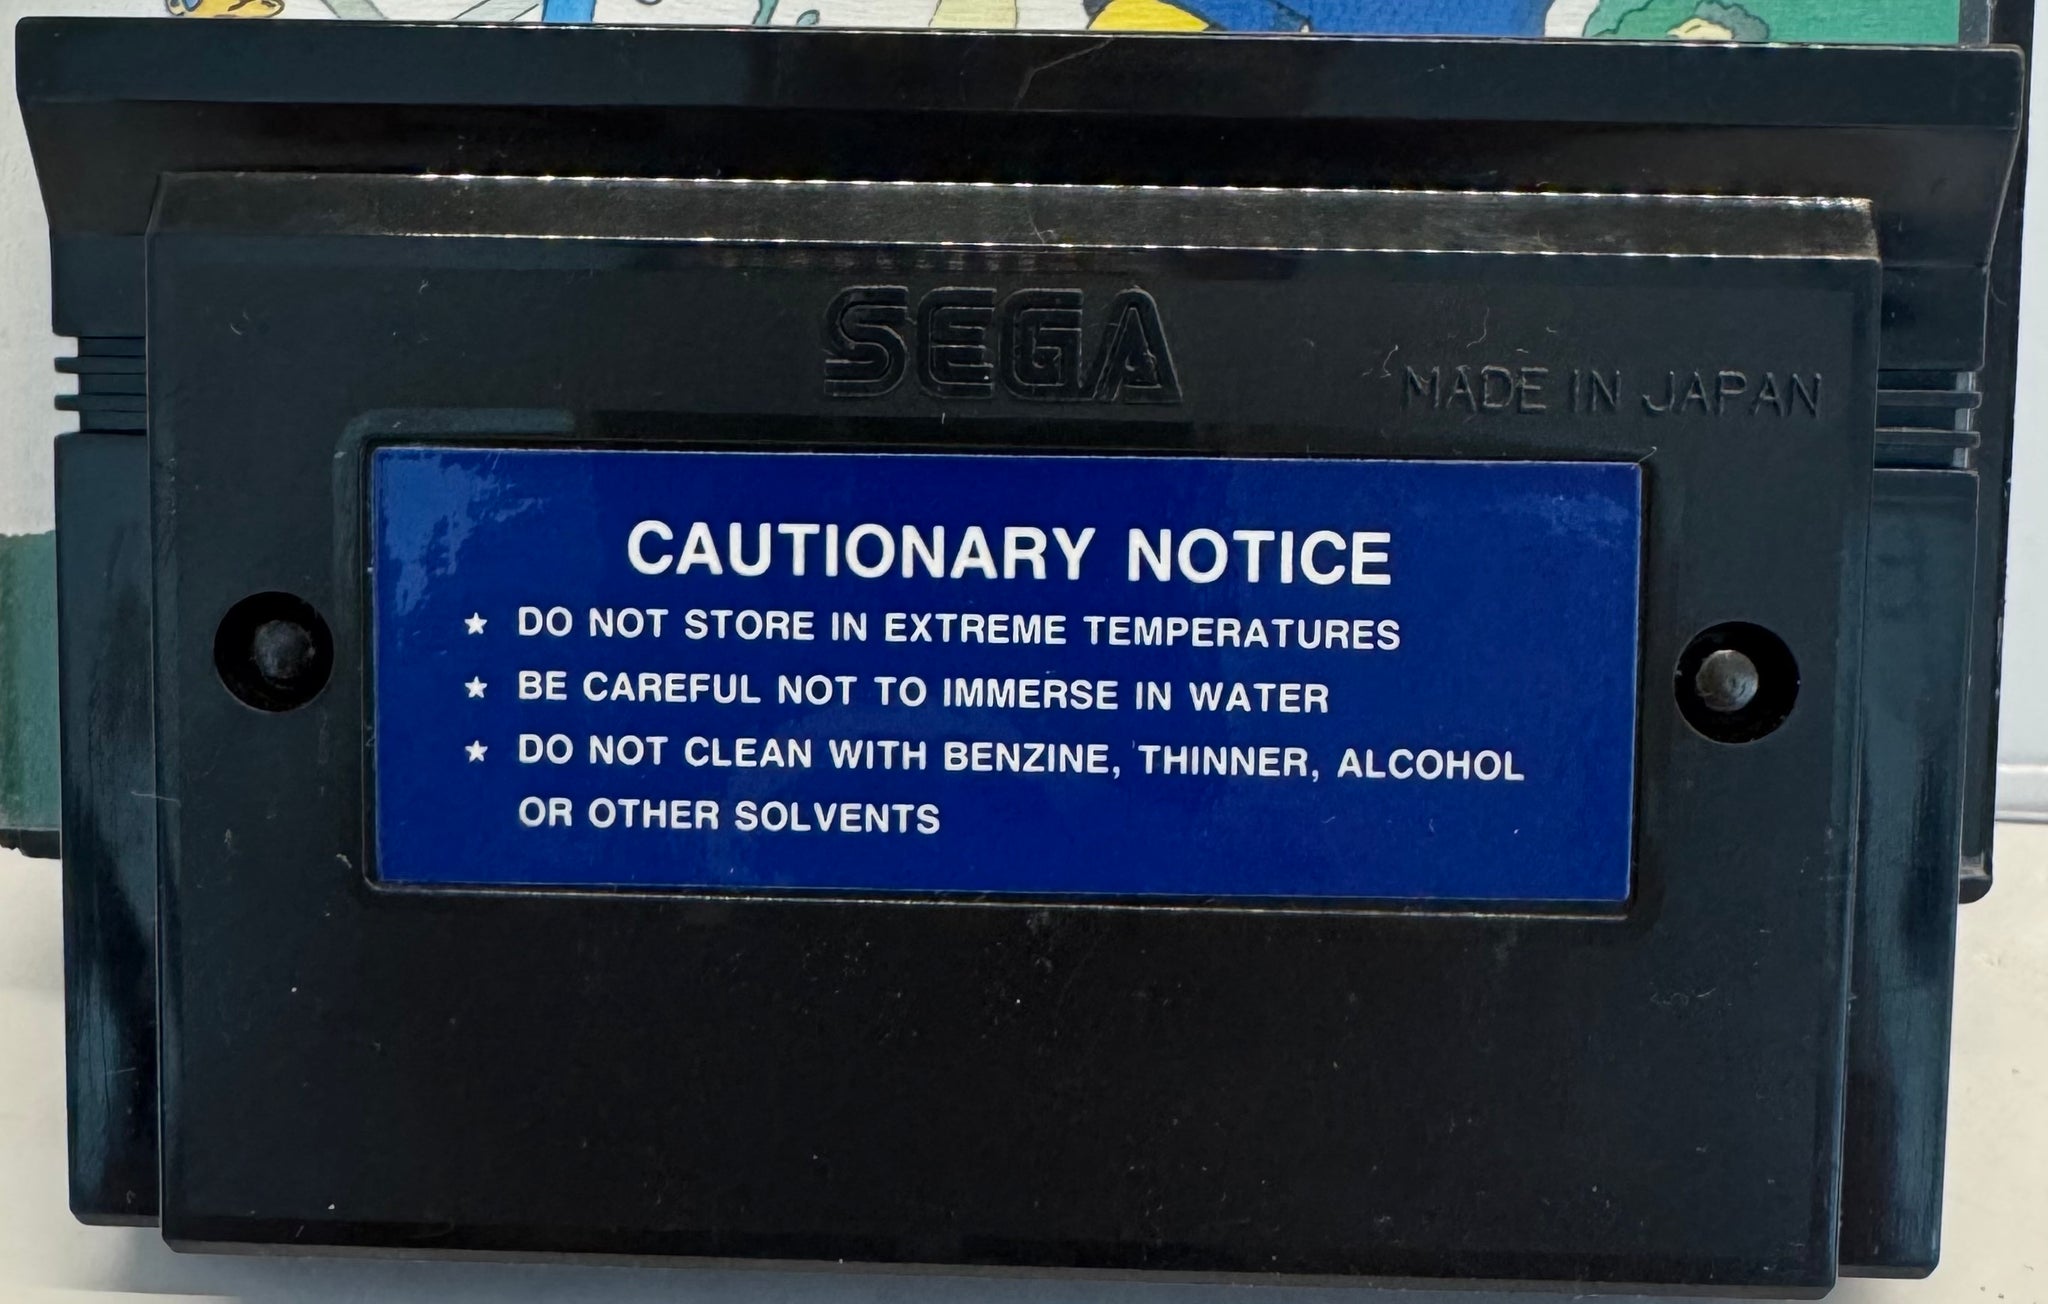 SEGA
MADE IN JAPAN
CAUTIONARY NOTICE
★ DO NOT STORE IN EXTREME TEMPERATURES
★ BE CAREFUL NOT TO IMMERSE IN WATER
★ DO NOT CLEAN WITH BENZINE, THINNER, ALCOHOL
OR OTHER SOLVENTS